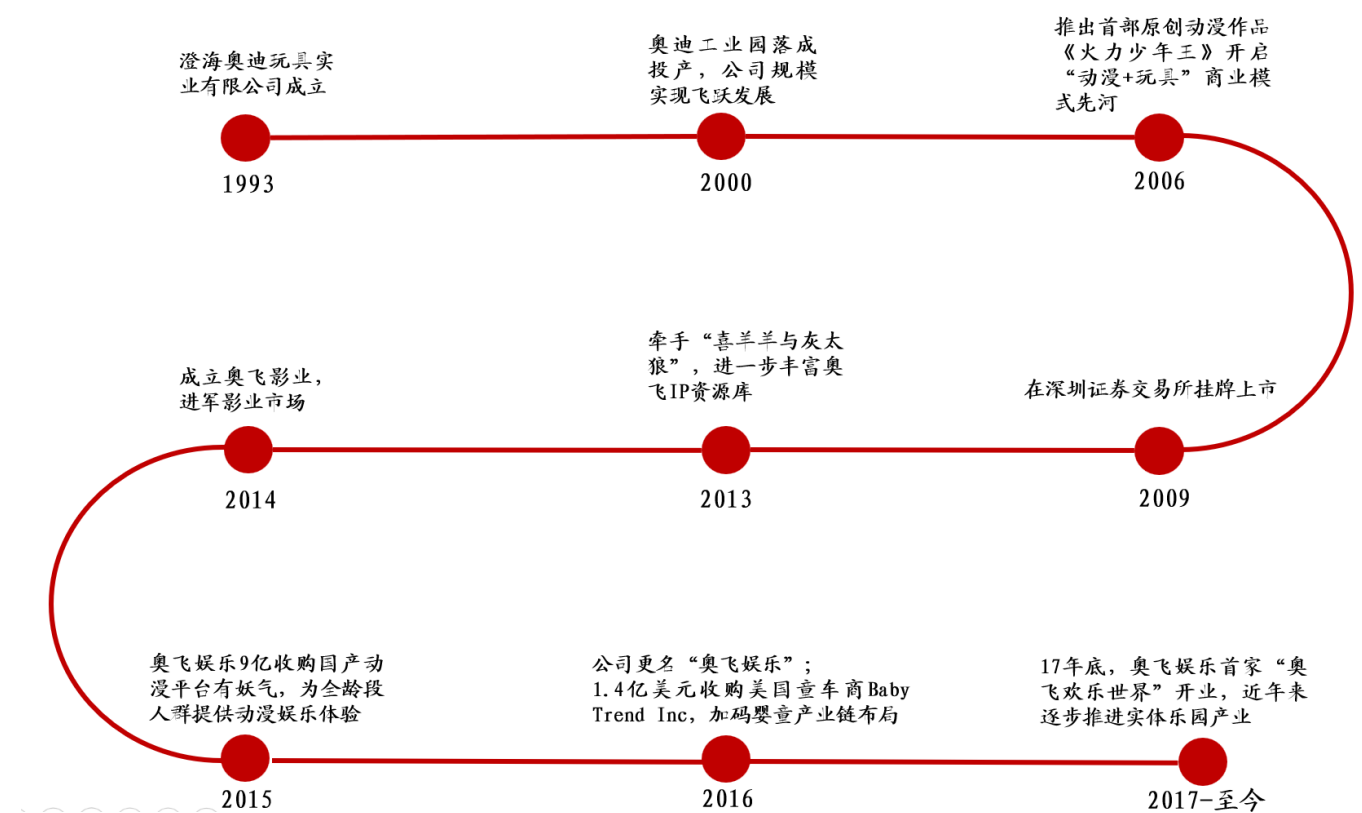 澄海奥迪玩具实
业有限公司成立
1993
奥迪工业园落成
投产，公司规模
实现飞跃发展
2000
推出首部原创动漫作品
《火力少年王》开启
“动漫+玩具”商业模
式先河
2006
在深圳证券交易所挂牌上市
2009
牵手“喜羊羊与灰太
狼”，进一步丰富奥
飞IP资源库
2013
成立奥飞影业，
进军影业市场
2014
奥飞娱乐9亿收购国产动
漫平台有妖气，为全龄段
人群提供动漫娱乐体验
2015
公司更名“奥飞娱乐”；
1.4亿美元收购美国童车商Baby
Trend Inc，加码婴童产业链布局
2016
17年底，奥飞娱乐首家“奥
飞欢乐世界”开业，近年来
逐步推进实体乐园产业
2017-至今